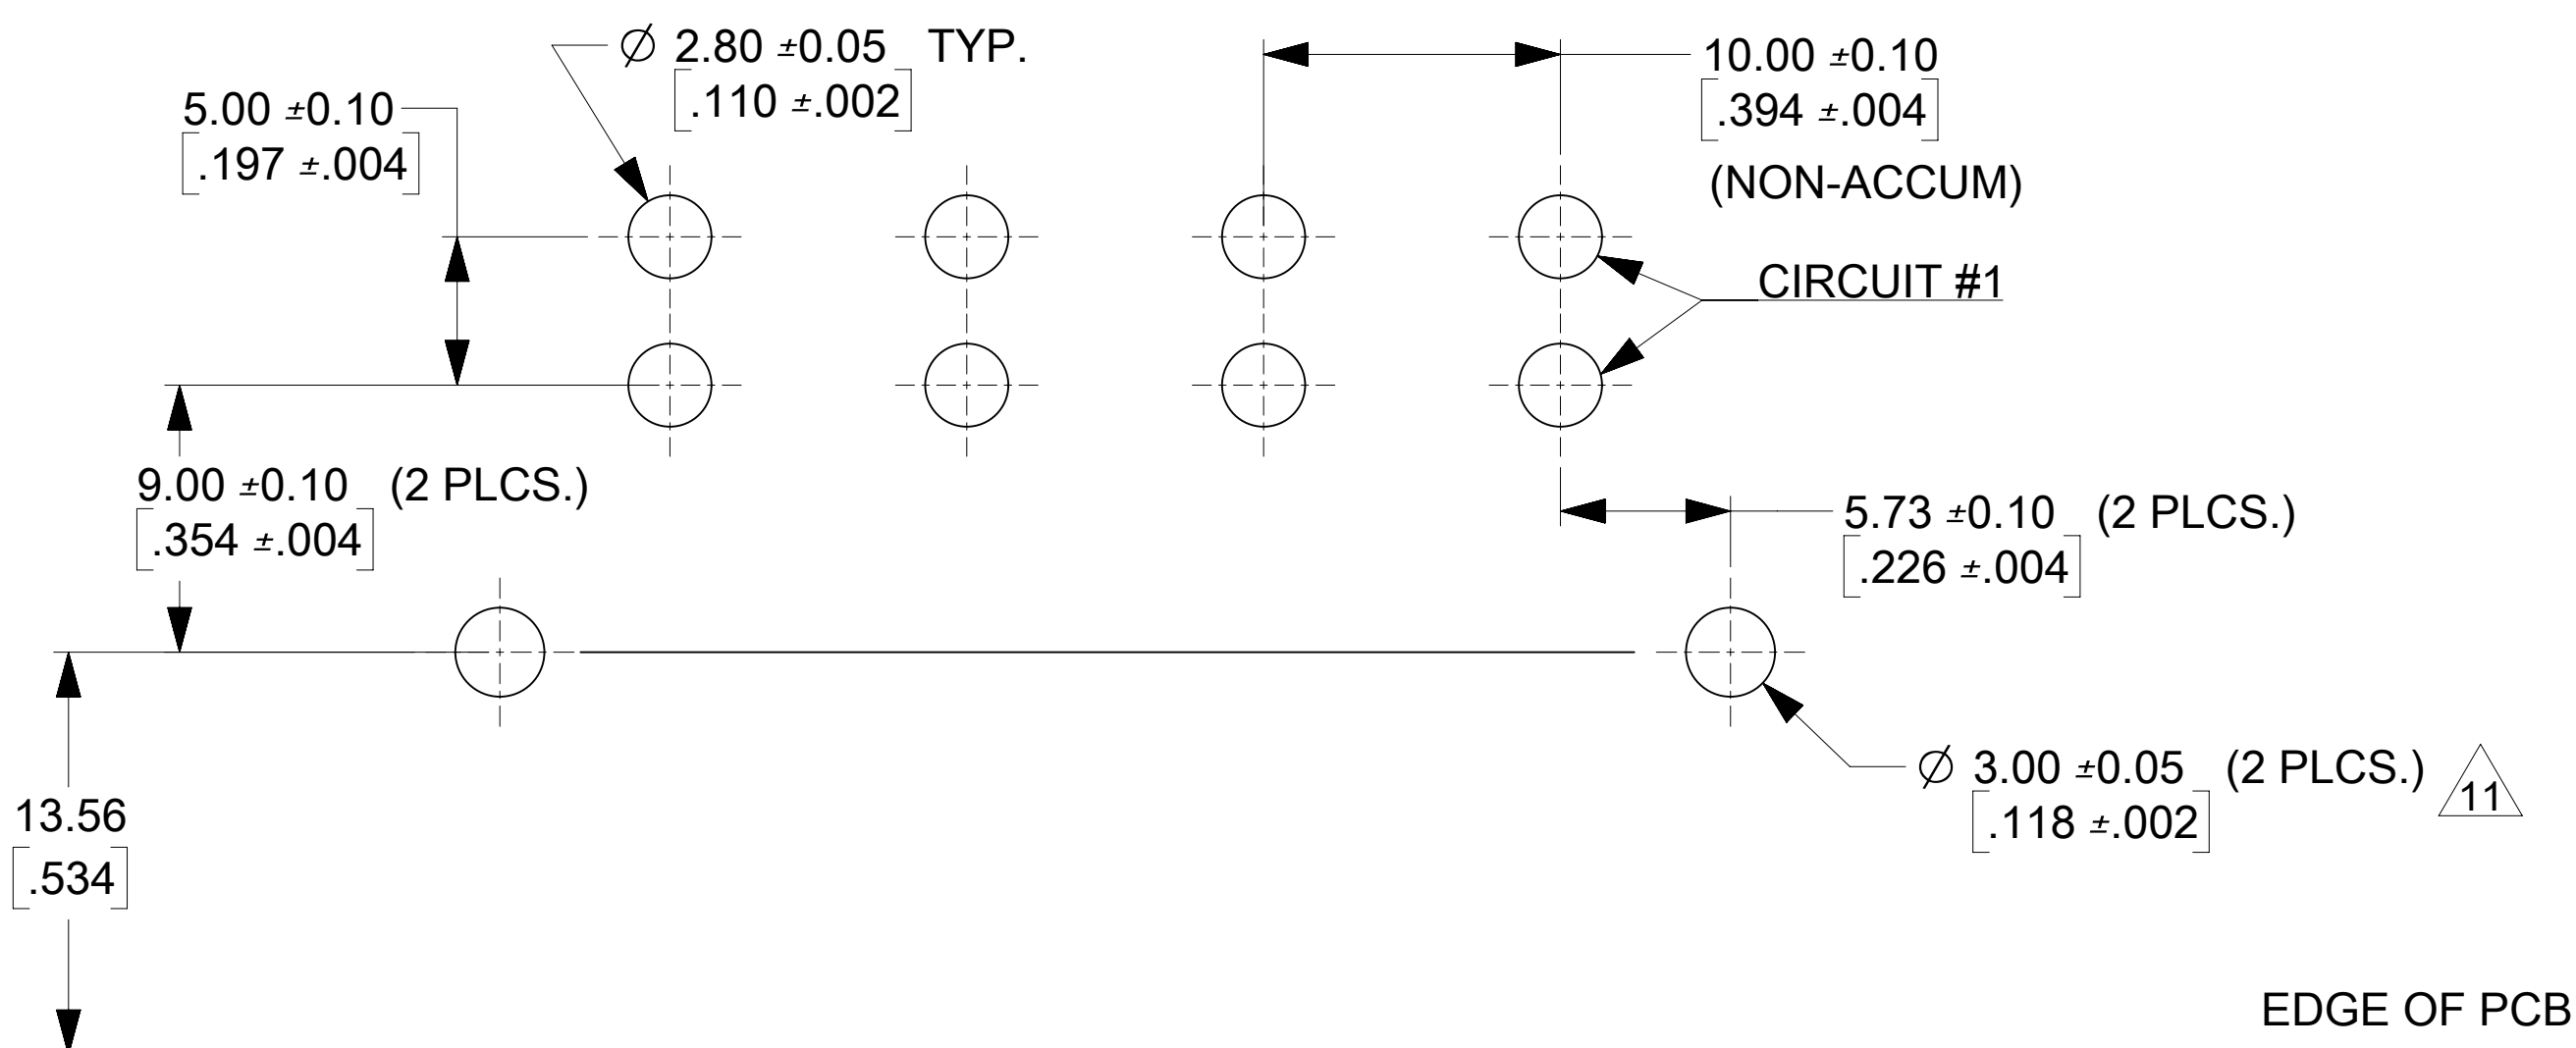 Ø 2.80 ±0.05 TYP.
[.110 ±.002]
10.00 ±0.10
[.394 ±.004]
(NON-ACCUM)
5.00 ±0.10
[.197 ±.004]
CIRCUIT #1
9.00 ±0.10 (2 PLCS.)
[.354 ±.004]
5.73 ±0.10 (2 PLCS.)
[.226 ±.004]
Ø 3.00 ±0.05 (2 PLCS.) 11
[.118 ±.002]
13.56
[.534]
EDGE OF PCB